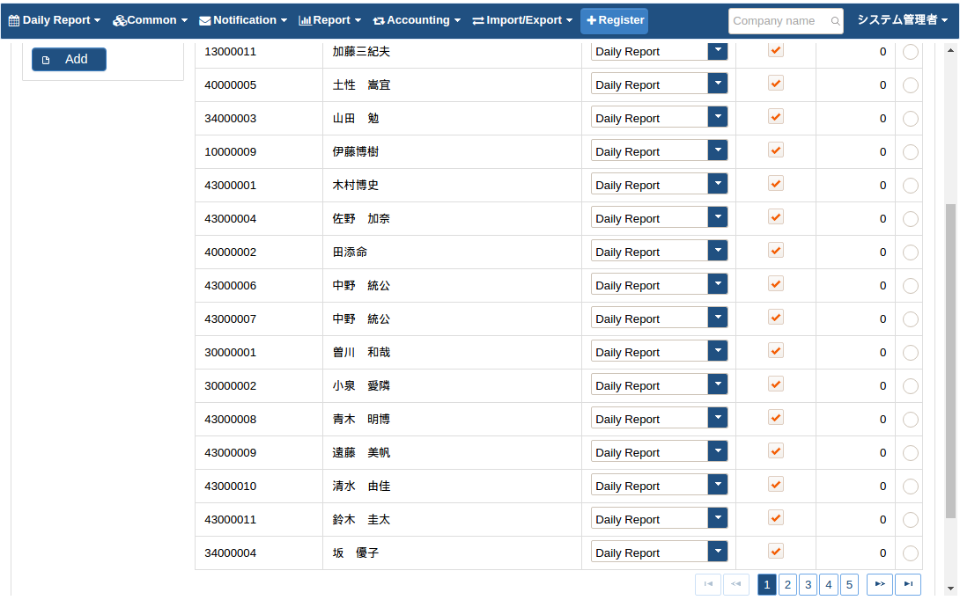 Daily Report Common Notification Report Accounting Import/Export Register Company name システム管理者
Add
13000011 加藤三紀夫 Daily Report 0
40000005 土性　嵩宜 Daily Report 0
34000003 山田　勉 Daily Report 0
10000009 伊藤博樹 Daily Report 0
43000001 木村博史 Daily Report 0
43000004 佐野　加奈 Daily Report 0
40000002 田添命 Daily Report 0
43000006 中野　統公 Daily Report 0
43000007 中野　統公 Daily Report 0
30000001 曽川　和哉 Daily Report 0
30000002 小泉　愛隣 Daily Report 0
43000008 青木　明博 Daily Report 0
43000009 遠藤　美帆 Daily Report 0
43000010 清水　由佳 Daily Report 0
43000011 鈴木　圭太 Daily Report 0
34000004 坂　優子 Daily Report 0
1 2 3 4 5